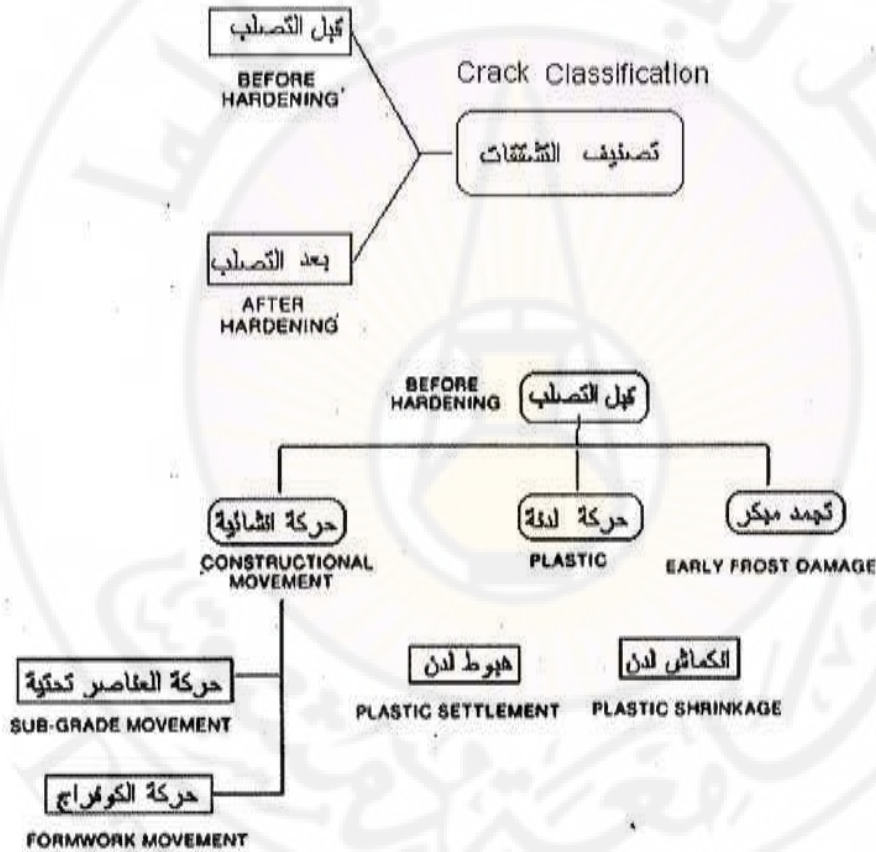 قبل التصلب
BEFORE
HARDENING
Crack Classification
تصنيف التشققات
بعد التصلب
AFTER
HARDENING
BEFORE
HARDENING
قبل التصلب
حركة انشائية
CONSTRUCTIONAL
MOVEMENT
حركة لدنة
PLASTIC
تجمد مبكر
EARLY FROST DAMAGE
حركة العناصر تحتية
SUB-GRADE MOVEMENT
هبوط لدن
PLASTIC SETTLEMENT
انكماش لدن
PLASTIC SHRINKAGE
حركة الكوفراج
FORMWORK MOVEMENT